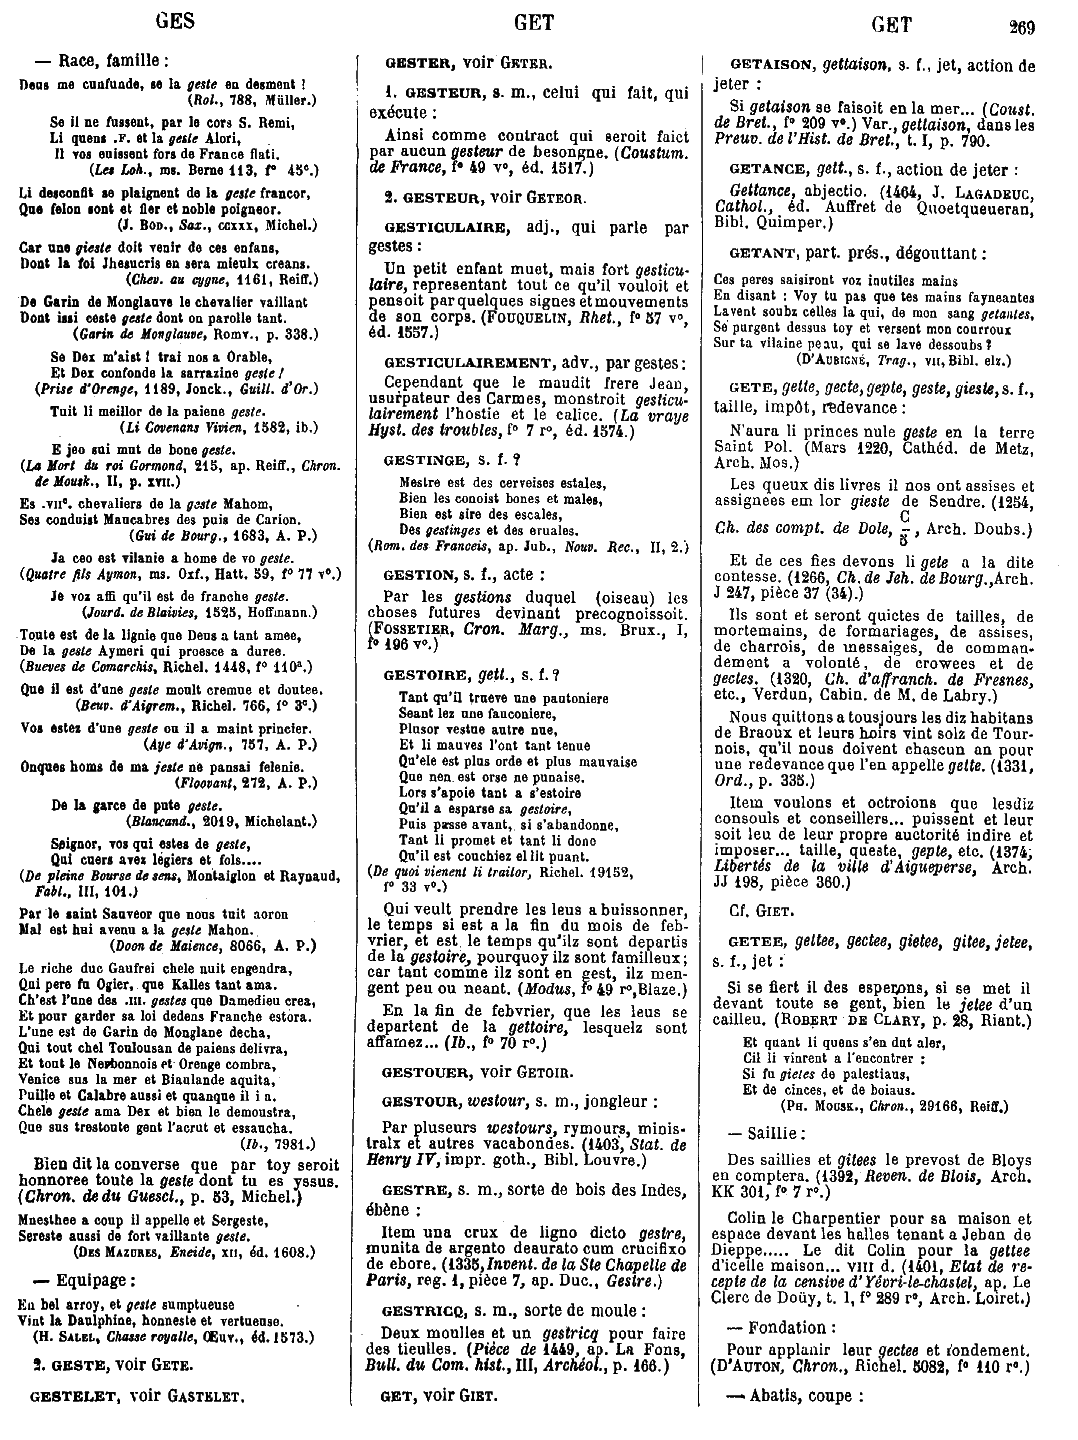 GES
GET
GET
269
— Race, famille :
Deus me cunfunde, se la geste en desment !
(Rol., 788, Müller.)
Se il ne fussent, par le cors S. Remi,
Li quens .F. et la geste Alori,
Il vos euissent fors de France flati.
(Les Loh., ms. Berne 113, f° 45ᶜ.)
Li desconfit se plaignent de la geste francor,
Que felon sont et fier et noble poigneor.
(J. BOD., Sax., CCXXX, Michel.)
Car une gieste doit venir de ces enfans,
Dont la foi Jhesucris en sera mieulx creans.
(Chev. au cygne, 1161, Reiff.)
De Garin de Monglauve le chevalier vaillant
Dont issi ceste geste dont on parolle tant.
(Garin de Monglauve, Romv., p. 338.)
Se Dex m'aist ! trai nos a Orable,
Et Dex confonde la sarrazine geste !
(Prise d'Orenge, 1189, Jonck., Guill. d'Or.)
Tuit li meillor de la paiene geste.
(Li Covenans Vivien, 1582, ib.)
E jeo sui mut de bone geste.
(La Mort du roi Gormond, 215, ap. Reiff., Chron.
de Mousk., II, p. XVII.)
Es .VIIᶜ. chevaliers de la geste Mahom,
Ses conduist Maucabres des puis de Carion.
(Gui de Bourg., 1683, A. P.)
Ja ceo est vilanie a home de vo geste.
(Quatre fils Aymon, ms. Oxf., Hatt. 59, f° 77 v°.)
Je voz affi qu'il est de franche geste.
(Jourd. de Blaivies, 1525, Hoffmann.)
Toute est de la lignie que Deus a tant amee,
De la geste Aymeri qui proesce a duree.
(Bueves de Comarchis, Richel. 1448, f° 110ᵃ.)
Que il est d'une geste moult cremue et doutee.
(Beuv. d'Aigrem., Richel. 766, f° 3ᶜ.)
Vos estez d'une geste ou il a maint princier.
(Aye d'Avign., 757, A. P.)
Onques homs de ma jeste ne pansai felenie.
(Floovant, 272, A. P.)
De la garce de pute geste.
(Blancand., 2019, Michelant.)
Seignor, vos qui estes de geste,
Qui cuers avez légiers et fols....
(De pleine Bourse de sens, Montaiglon et Raynaud,
Fabl., III, 101.)
Par le saint Sauveor que nous tuit aoron
Mal est hui avenu a la geste Mahon.
(Doon de Maience, 8066, A. P.)
Le riche duc Gaufrei chele nuit engendra,
Qui pere fu Ogier, que Kalles tant ama.
Ch'est l'une des .III. gestes que Damedieu crea,
Et pour garder sa loi dedens Franche estora.
L'une est de Garin de Monglane decha,
Qui tout chel Toulousan de paiens delivra,
Et tout le Nerbonnois et Orenge combra,
Venice sus la mer et Biaulande aquita,
Puille et Calabre aussi et quanque il i a.
Chele geste ama Dex et bien le demoustra,
Que sus trestoute gent l'acrut et essaucha.
(Ib., 7981.)
Bien dit la converse que par toy seroit
honnoree toute la geste dont tu es yssus.
(Chron. de du Guescl., p. 53, Michel.)
Mnesthee a coup il appelle et Sergeste,
Sereste aussi de fort vaillante geste.
(DES MAZURES, Eneide, XII, éd. 1608.)
— Equipage :
En bel arroy, et geste sumptueuse
Vint la Daulphine, honneste et vertueuse.
(H. SALEL, Chasse royalle, Œuv., éd. 1573.)
2. GESTE, voir GETE.
GESTELET, voir GASTELET.
GESTER, voir GETER.
1. GESTEUR, s. m., celui qui fait, qui
exécute :
Ainsi comme contract qui seroit faict
par aucun gesteur de besongne. (Coustum.
de France, f° 49 v°, éd. 1517.)
2. GESTEUR, voir GETEOR.
GESTICULAIRE, adj., qui parle par
gestes :
Un petit enfant muet, mais fort gesticu-
laire, representant tout ce qu'il vouloit et
pensoit par quelques signes et mouvements
de son corps. (FOUQUELIN, Rhet., f° 57 v°,
éd. 1557.)
GESTICULAIREMENT, adv., par gestes :
Cependant que le maudit frere Jean,
usurpateur des Carmes, monstroit gesticu-
lairement l'hostie et le calice. (La vraye
Hyst. des troubles, f° 7 r°, éd. 1574.)
GESTINGE, s. f. ?
Mestre est des cerveises estales,
Bien les conoist bones et males,
Bien est sire des escales,
Des gestinges et des eruales.
(Rom. des Franceis, ap. Jub., Nouv. Rec., II, 2.)
GESTION, s. f., acte :
Par les gestions duquel (oiseau) les
choses futures devinant precognoissoit.
(FOSSETIER, Cron. Marg., ms. Brux., I,
f° 196 v°.)
GESTOIRE, gett., s. f. ?
Tant qu'il trueve une pautoniere
Seant lez une fauconiere,
Plusor vestue autre nue,
Et li mauves l'ont tant tenue
Qu'ele est plus orde et plus mauvaise
Que nen est orse ne punaise.
Lors s'apoie tant a s'estoire
Qu'il a esparse sa gestoire,
Puis passe avant, si s'abandonne,
Tant li promet et tant li done
Qu'il est couchiez el lit puant.
(De quoi vienent li traitor, Richel. 19152,
f° 33 v°.)
Qui veult prendre les leus a buissonner,
le temps si est a la fin du mois de feb-
vrier, et est le temps qu'ilz sont departis
de la gestoire, pourquoy ilz sont familleux;
car tant comme ilz sont en gest, ilz men-
gent peu ou neant. (Modus, f° 49 r°, Blaze.)
En la fin de febvrier, que les leus se
departent de la gettoire, lesquelz sont
affamez... (Ib., f° 70 r°.)
GESTOUER, voir GETOIR.
GESTOUR, westour, s. m., jongleur :
Par pluseurs westours, rymours, minis-
tralx et autres vacabondes. (1403, Stat. de
Henry IV, impr. goth., Bibl. Louvre.)
GESTRE, s. m., sorte de bois des Indes,
ébène :
Item una crux de ligno dicto gestre,
munita de argento deaurato cum crucifixo
de ebore. (1335, Invent. de la Ste Chapelle de
Paris, reg. 1, pièce 7, ap. Duc., Gestre.)
GESTRICQ, s. m., sorte de moule :
Deux moulles et un gestricq pour faire
des tieulles. (Pièce de 1449, ap. LA Fons,
Bull. du Com. hist., III, Archéol., p. 166.)
GET, voir GIET.
GETAISON, gettaison, s. f., jet, action de
jeter :
Si getaison se faisoit en la mer... (Coust.
de Bret., f° 209 v°.) Var., gettaison, dans les
Preuv. de l'Hist. de Bret., t. I, p. 790.
GETANCE, gett., s. f., action de jeter :
Gettance, abjectio. (1464, J. LAGADEUC,
Cathol., éd. Auffret de Quoetqueueran,
Bibl. Quimper.)
GETANT, part. prés., dégouttant :
Ces peres saisiront voz inutiles mains
En disant : Voy tu pas que tes mains fayneantes
Lavent soubz celles la qui, de mon sang getantes,
Se purgent dessus toy et versent mon courroux
Sur ta vilaine peau, qui se lave dessoubs ?
(D'AUBIGNÉ, Trag., VII, Bibl. elz.)
GETE, gette, gecte, gepte, geste, gieste, s. f.,
taille, impôt, redevance :
N'aura li princes nule geste en la terre
Saint Pol. (Mars 1220, Cathéd. de Metz,
Arch. Mos.)
Les queux dis livres il nos ont assises et
assignees em lor gieste de Sendre. (1254,
Ch. des compt. de Dole, C/5, Arch. Doubs.)
Et de ces fies devons li gete a la dite
contesse. (1266, Ch. de Jeh. de Bourg., Arch.
J 247, pièce 37 (34).)
Ils sont et seront quictes de tailles, de
mortemains, de formariages, de assises,
de charrois, de messaiges, de comman-
dement a volonté, de crowees et de
gectes. (1320, Ch. d'affranch. de Fresnes,
etc., Verdun, Cabin. de M. de Labry.)
Nous quittons a tousjours les diz habitans
de Braoux et leurs hoirs vint solz de Tour-
nois, qu'il nous doivent chascun an pour
une redevance que l'en appelle gette. (1331,
Ord., p. 335.)
Item voulons et octroions que lesdiz
consouls et conseillers... puissent et leur
soit leu de leur propre auctorité indire et
imposer... taille, queste, gepte, etc. (1374,
Libertés de la ville d'Aigueperse, Arch.
JJ 198, pièce 360.)
Cf. GIET.
GETEE, gettee, gectee, gietee, gitee, jetee,
s. f., jet :
Si se fiert il des esperons, si se met il
devant toute se gent, bien le jetee d'un
cailleu. (ROBERT DE CLARY, p. 28, Riant.)
Et quant li quens s'en dut aler,
Cil li vinrent a l'encontrer :
Si fu gietes de palestiaus,
Et de cinces, et de boiaus.
(PH. MOUSK., Chron., 29166, Reiff.)
— Saillie :
Des saillies et gitees le prevost de Bloys
en comptera. (1392, Reven. de Blois, Arch.
KK 301, f° 7 r°.)
Colin le Charpentier pour sa maison et
espace devant les halles tenant a Jehan de
Dieppe..... Le dit Colin pour la gettee
d'icelle maison... VIII d. (1401, Etat de re-
cepte de la censive d'Yévri-le-chastel, ap. Le
Clerc de Doüy, t. I, f° 289 r°, Arch. Loiret.)
— Fondation :
Pour applanir leur gectee et fondement.
(D'AUTON, Chron., Richel. 5082, f° 110 r°.)
— Abatis, coupe :